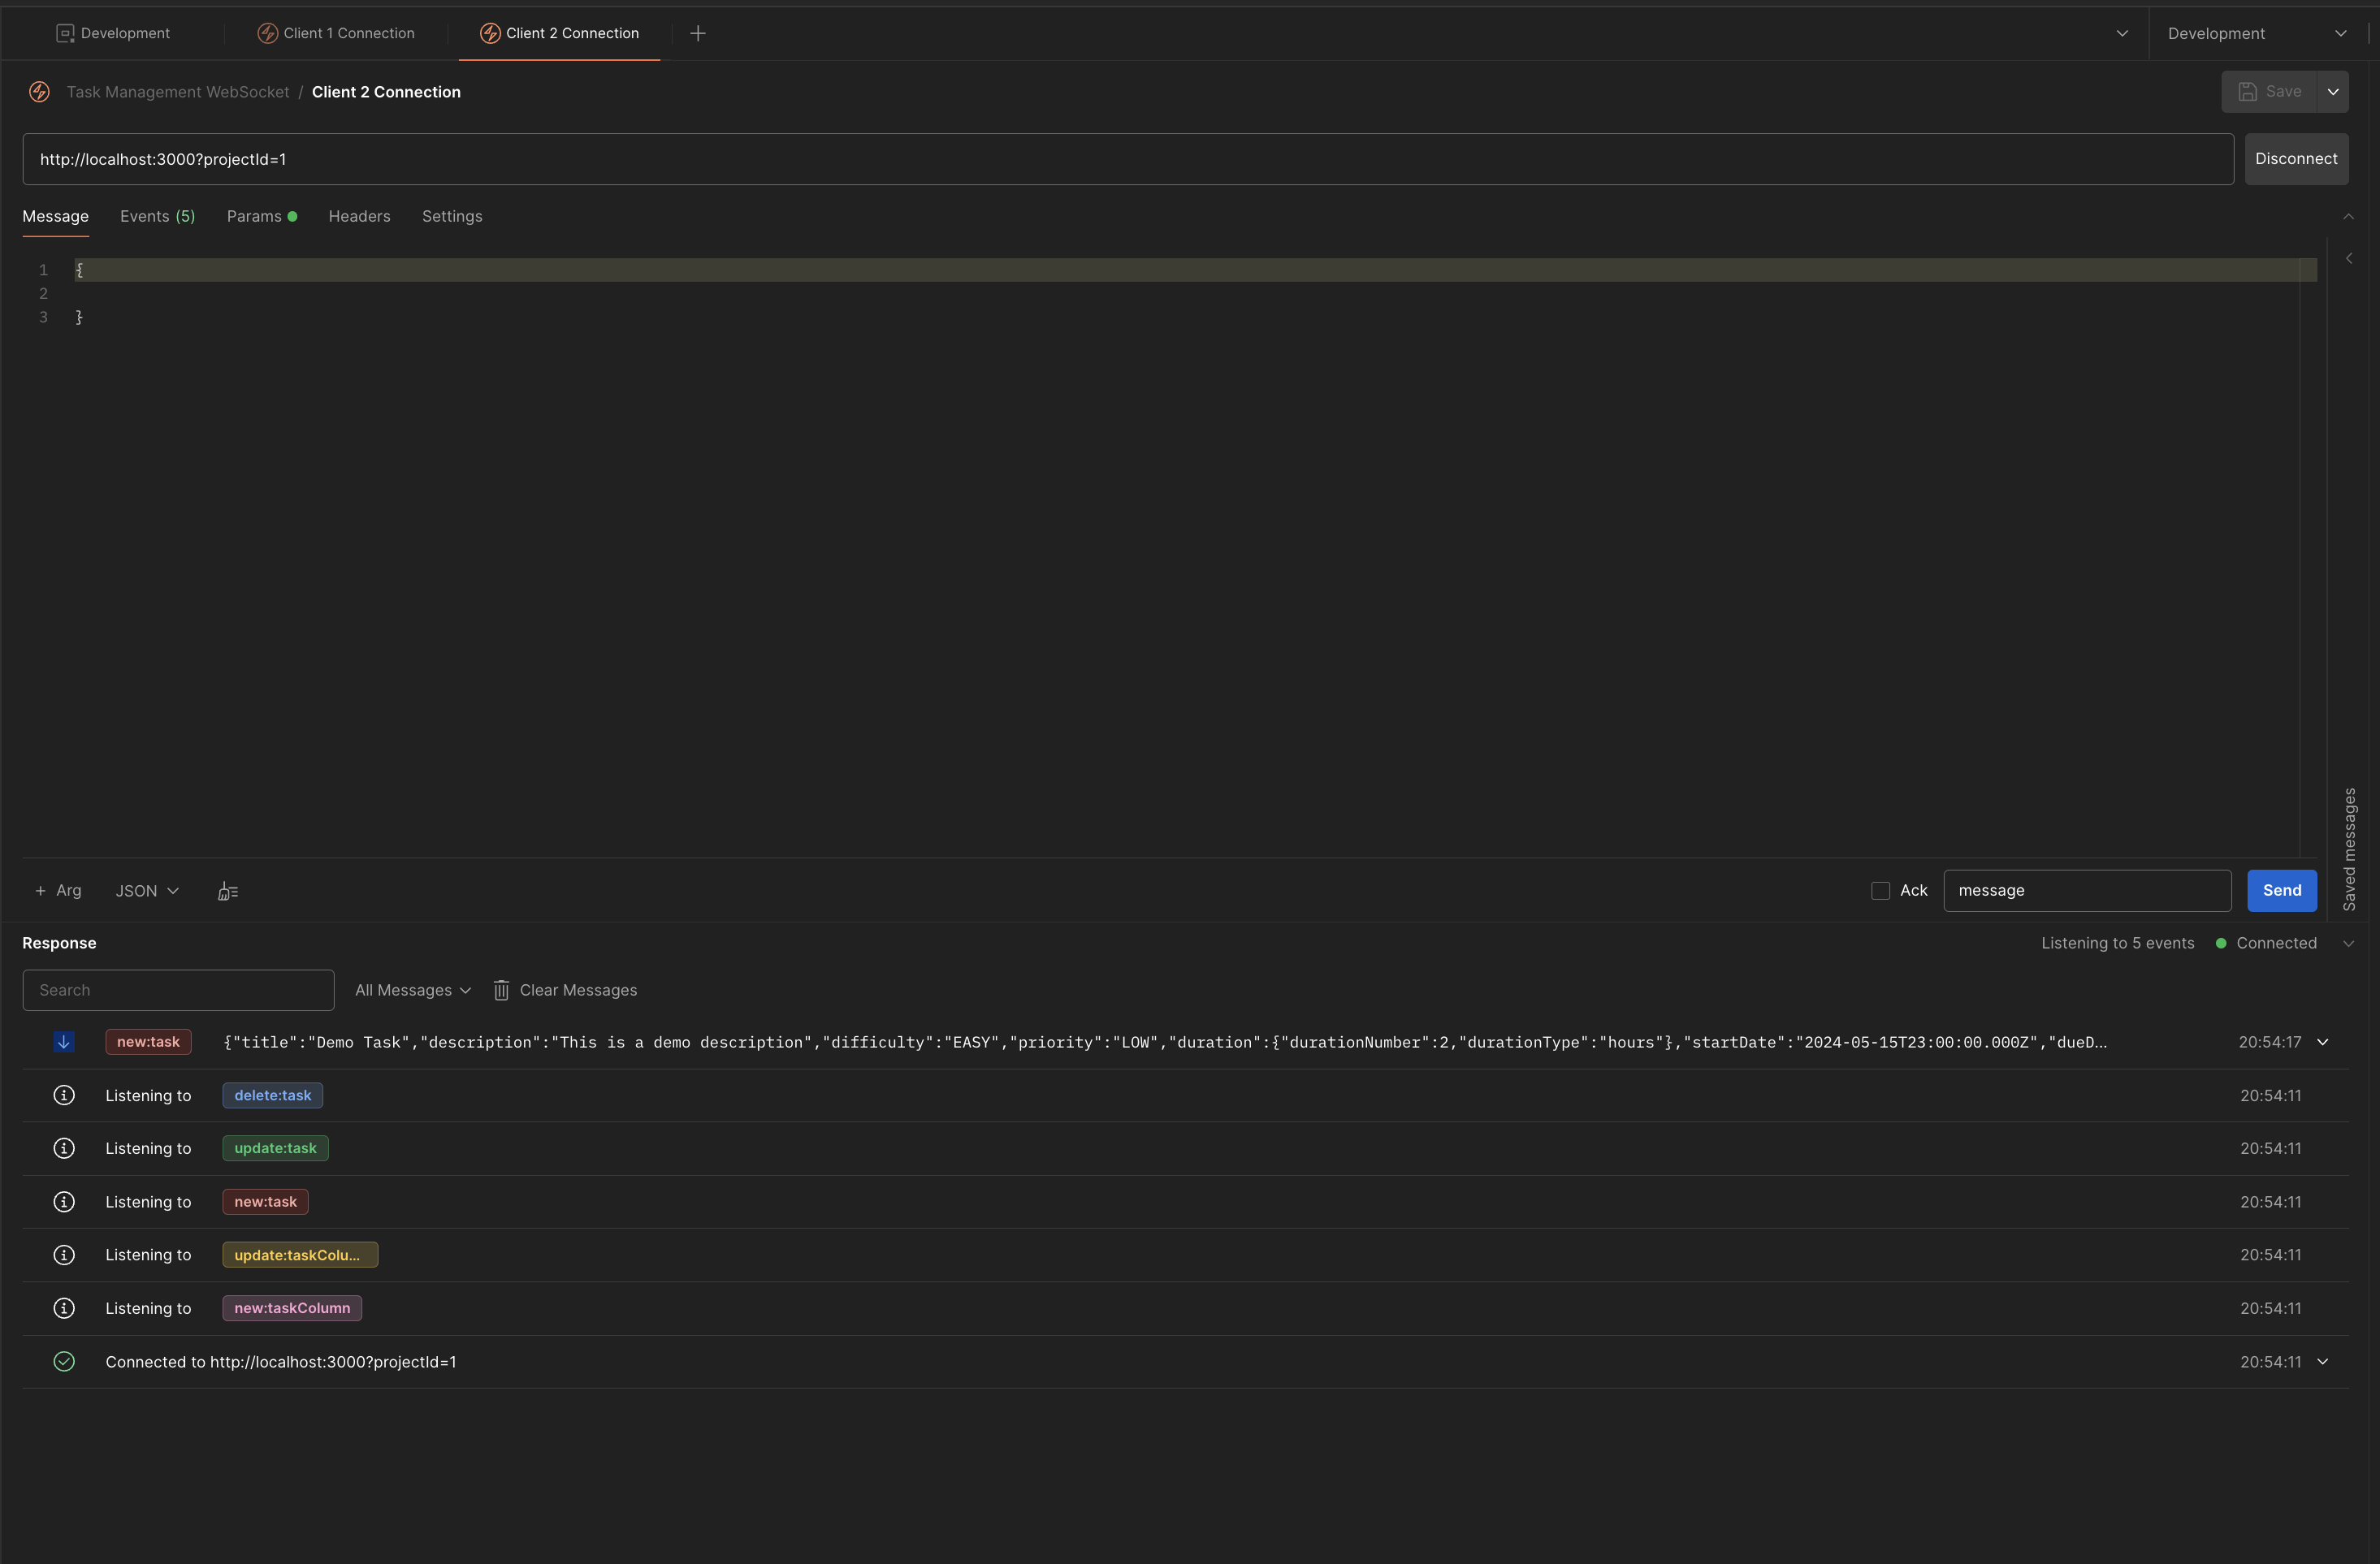 Development Client 1 Connection Client 2 Connection Development
Task Management WebSocket / Client 2 Connection Save
http://localhost:3000?projectId=1 Disconnect
Message Events (5) Params Headers Settings
1 {
2
3 }
Saved messages
+ Arg JSON Ack message Send
Response Listening to 5 events Connected
Search All Messages Clear Messages
new:task {"title":"Demo Task","description":"This is a demo description","difficulty":"EASY","priority":"LOW","duration":{"durationNumber":2,"durationType":"hours"},"startDate":"2024-05-15T23:00:00.000Z","dueD... 20:54:17
Listening to delete:task 20:54:11
Listening to update:task 20:54:11
Listening to new:task 20:54:11
Listening to update:taskColu... 20:54:11
Listening to new:taskColumn 20:54:11
Connected to http://localhost:3000?projectId=1 20:54:11